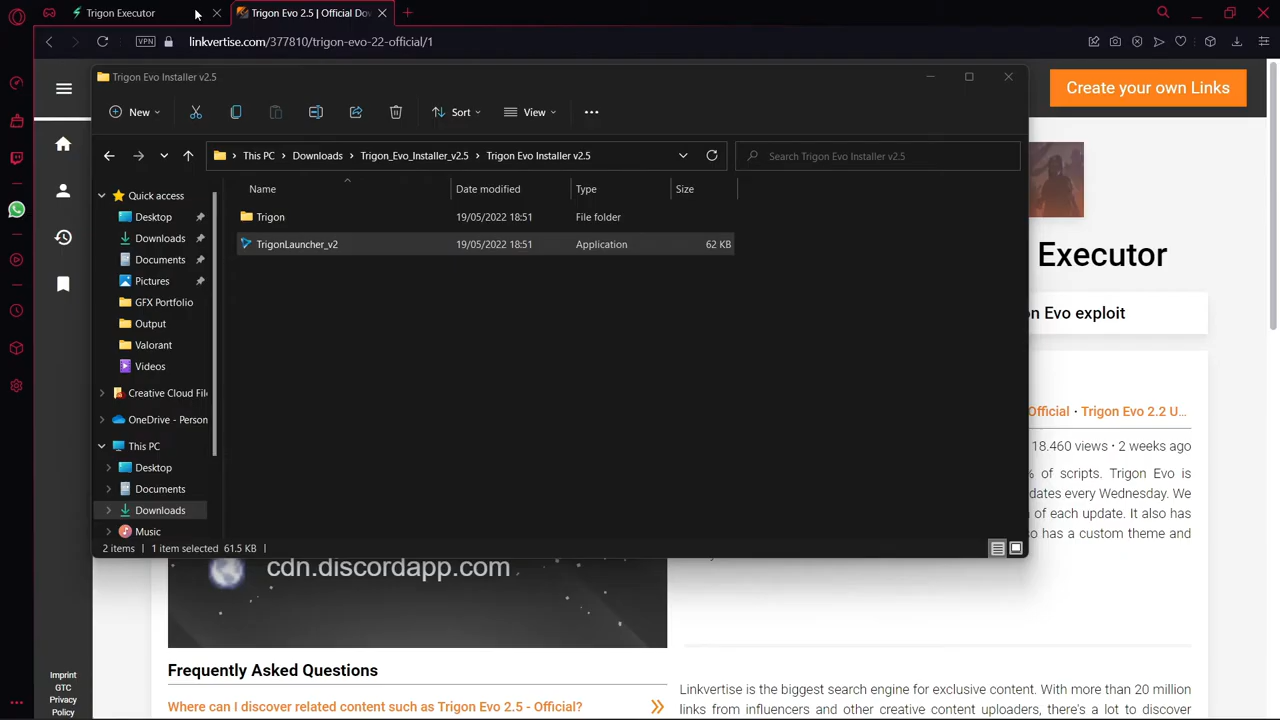 Trigon Executor
Trigon Evo 2.5 | Official Dov
VPN
linkvertise.com/377810/trigon-evo-22-official/1
Trigon Evo Installer v2.5
Create your own Links
New
Sort
View
This PC > Downloads > Trigon_Evo_Installer_v2.5 > Trigon Evo Installer v2.5
Search Trigon Evo Installer v2.5
Name Date modified Type Size
Quick access
Desktop
Downloads
Documents
Pictures
GFX Portfolio
Output
Valorant
Videos
Creative Cloud File
OneDrive - Person
This PC
Desktop
Documents
Downloads
Music
Trigon 19/05/2022 18:51 File folder
TrigonLauncher_v2 19/05/2022 18:51 Application 62 KB
2 items 1 item selected 61.5 KB
Executor
on Evo exploit
Official · Trigon Evo 2.2 U...
18.460 views · 2 weeks ago
% of scripts. Trigon Evo is
dates every Wednesday. We
n of each update. It also has
so has a custom theme and
cdn.discordapp.com
Frequently Asked Questions
Where can I discover related content such as Trigon Evo 2.5 - Official?
Linkvertise is the biggest search engine for exclusive content. With more than 20 million
links from influencers and other creative content uploaders, there's a lot to discover
Imprint
GTC
Privacy
Policy